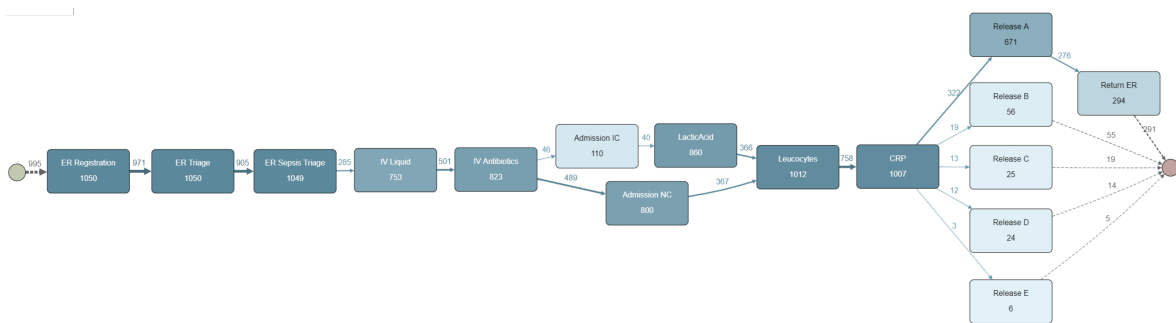 995
ER Registration
1050
971
ER Triage
1050
905
ER Sepsis Triage
1049
285
IV Liquid
753
501
IV Antibiotics
823
46
489
Admission IC
110
40
LacticAcid
860
366
Admission NC
800
367
Leucocytes
1012
758
CRP
1007
322
19
13
12
3
Release A
671
276
Return ER
294
291
Release B
56
55
Release C
25
19
Release D
24
14
Release E
6
5